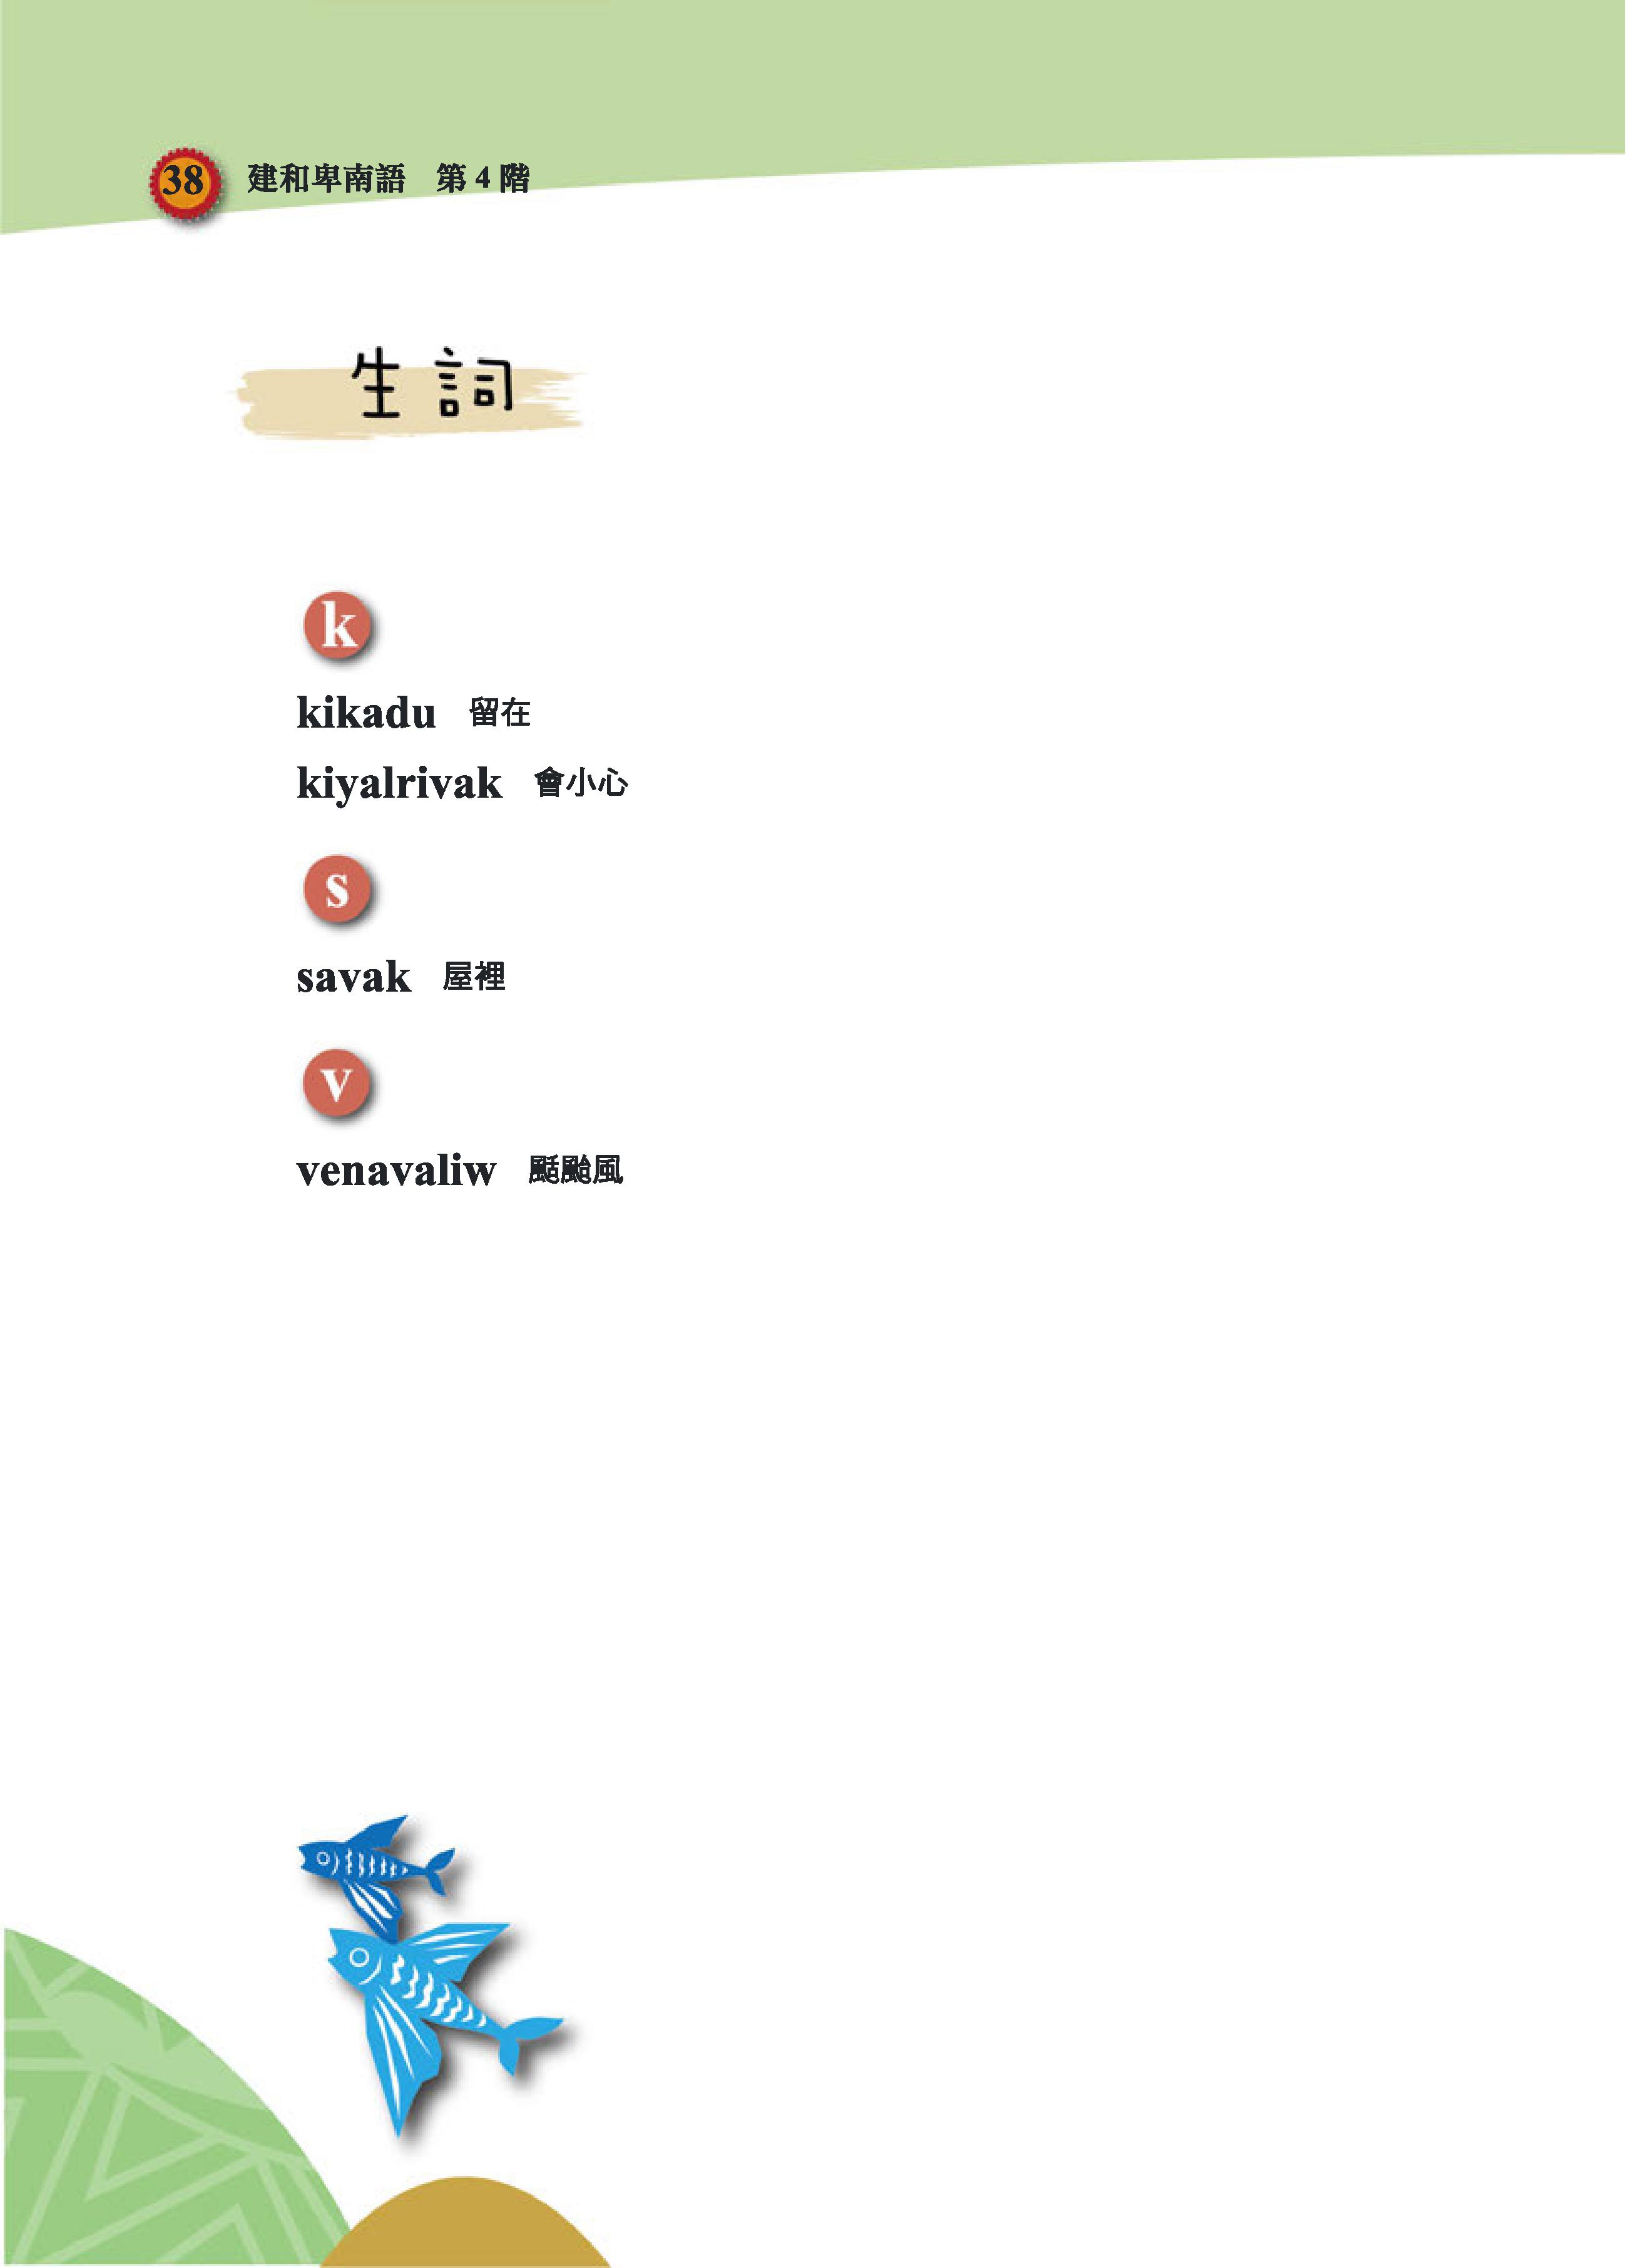 38 建和卑南語 第 4 階
生詞
k
kikadu 留在
kiyalrivak 會小心
s
savak 屋裡
v
venavaliw 颳颱風